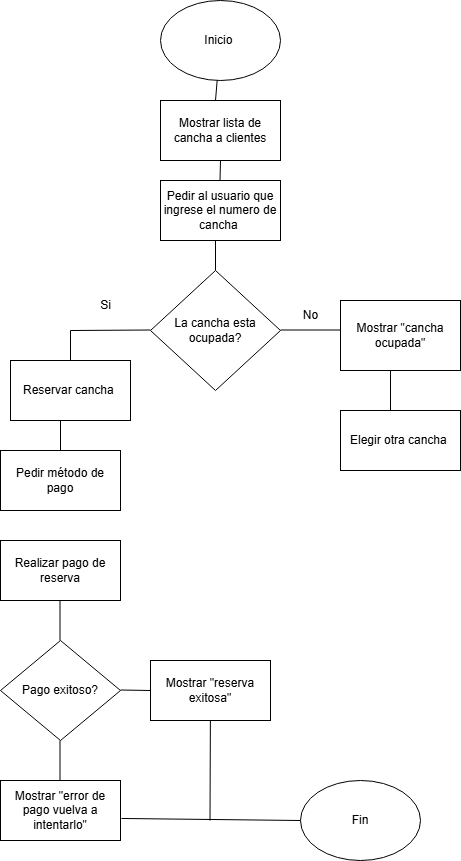 Inicio
Mostrar lista de
cancha a clientes
Pedir al usuario que
ingrese el numero de
cancha
Si
La cancha esta
ocupada?
No
Mostrar "cancha
ocupada"
Reservar cancha
Elegir otra cancha
Pedir método de
pago
Realizar pago de
reserva
Pago exitoso?
Mostrar "reserva
exitosa"
Mostrar "error de
pago vuelva a
intentarlo"
Fin